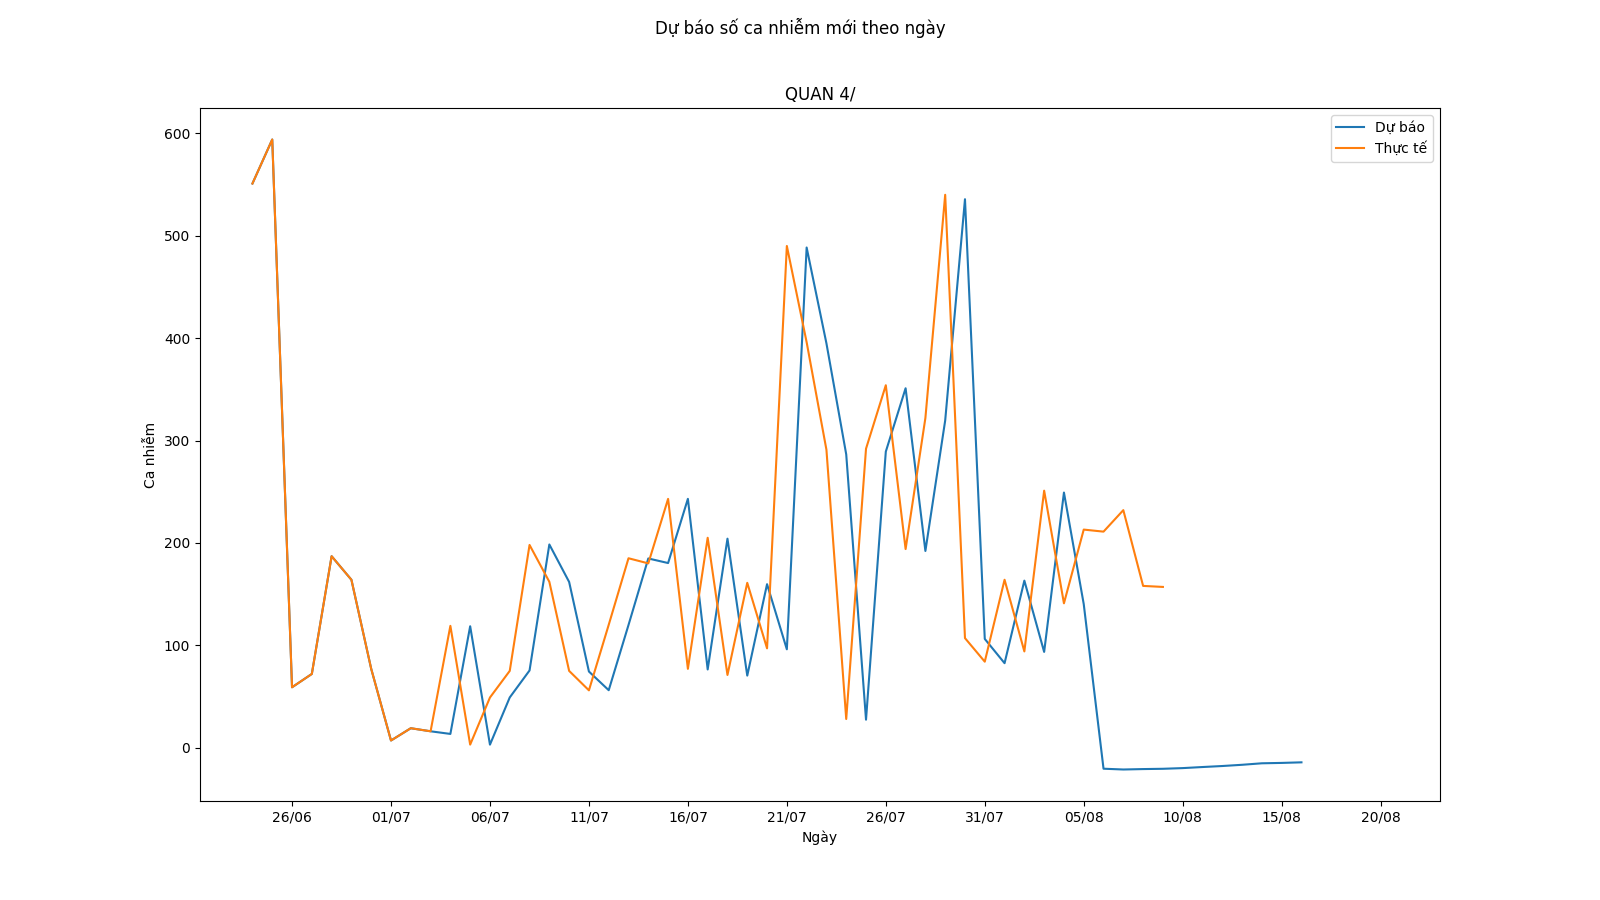 Dự báo số ca nhiễm mới theo ngày
QUAN 4/
Dự báo
Thực tế
600
500
400
300
200
100
0
Ca nhiễm
26/06 01/07 06/07 11/07 16/07 21/07 26/07 31/07 05/08 10/08 15/08 20/08
Ngày